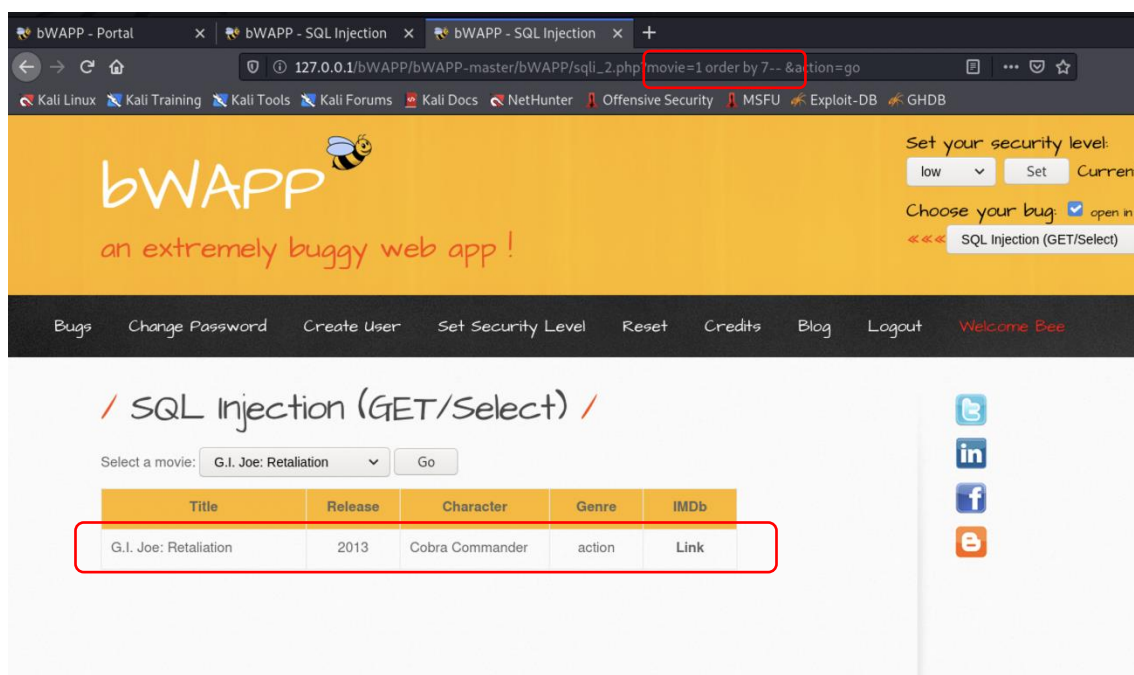 bWAPP - Portal bWAPP - SQL Injection bWAPP - SQL Injection
127.0.0.1/bWAPP/bWAPP-master/bWAPP/sqli_2.php?movie=1 order by 7-- &action=go
Kali Linux Kali Training Kali Tools Kali Forums Kali Docs NetHunter Offensive Security MSFU Exploit-DB GHDB
Set your security level:
low Set Curren
bWAPP
Choose your bug: open in
an extremely buggy web app !
<<< SQL Injection (GET/Select)
Bugs Change Password Create User Set Security Level Reset Credits Blog Logout Welcome Bee
/ SQL Injection (GET/Select) /
Select a movie: G.I. Joe: Retaliation Go
Title Release Character Genre IMDb
G.I. Joe: Retaliation 2013 Cobra Commander action Link